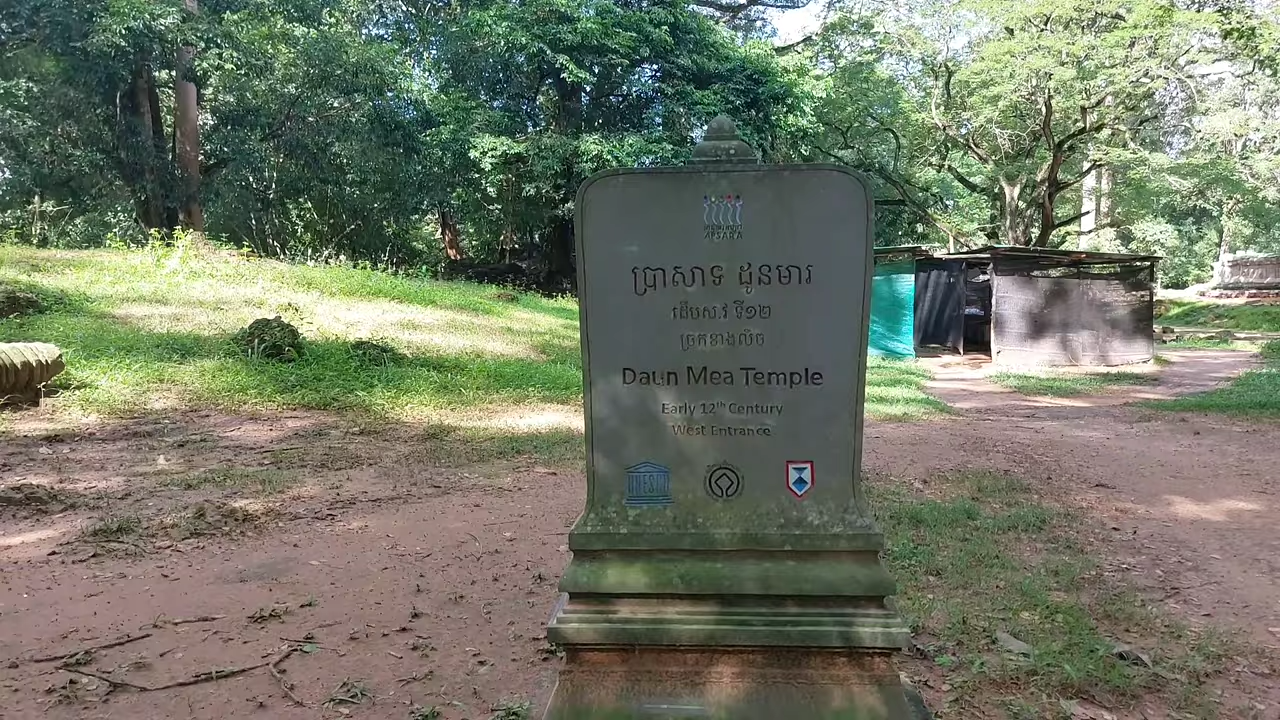 APSARA
ប្រាសាទ ដូនមារ
ដើមស.វ ទី១២
ច្រកខាងលិច
Daun Mea Temple
Early 12th Century
West Entrance
UNESCO